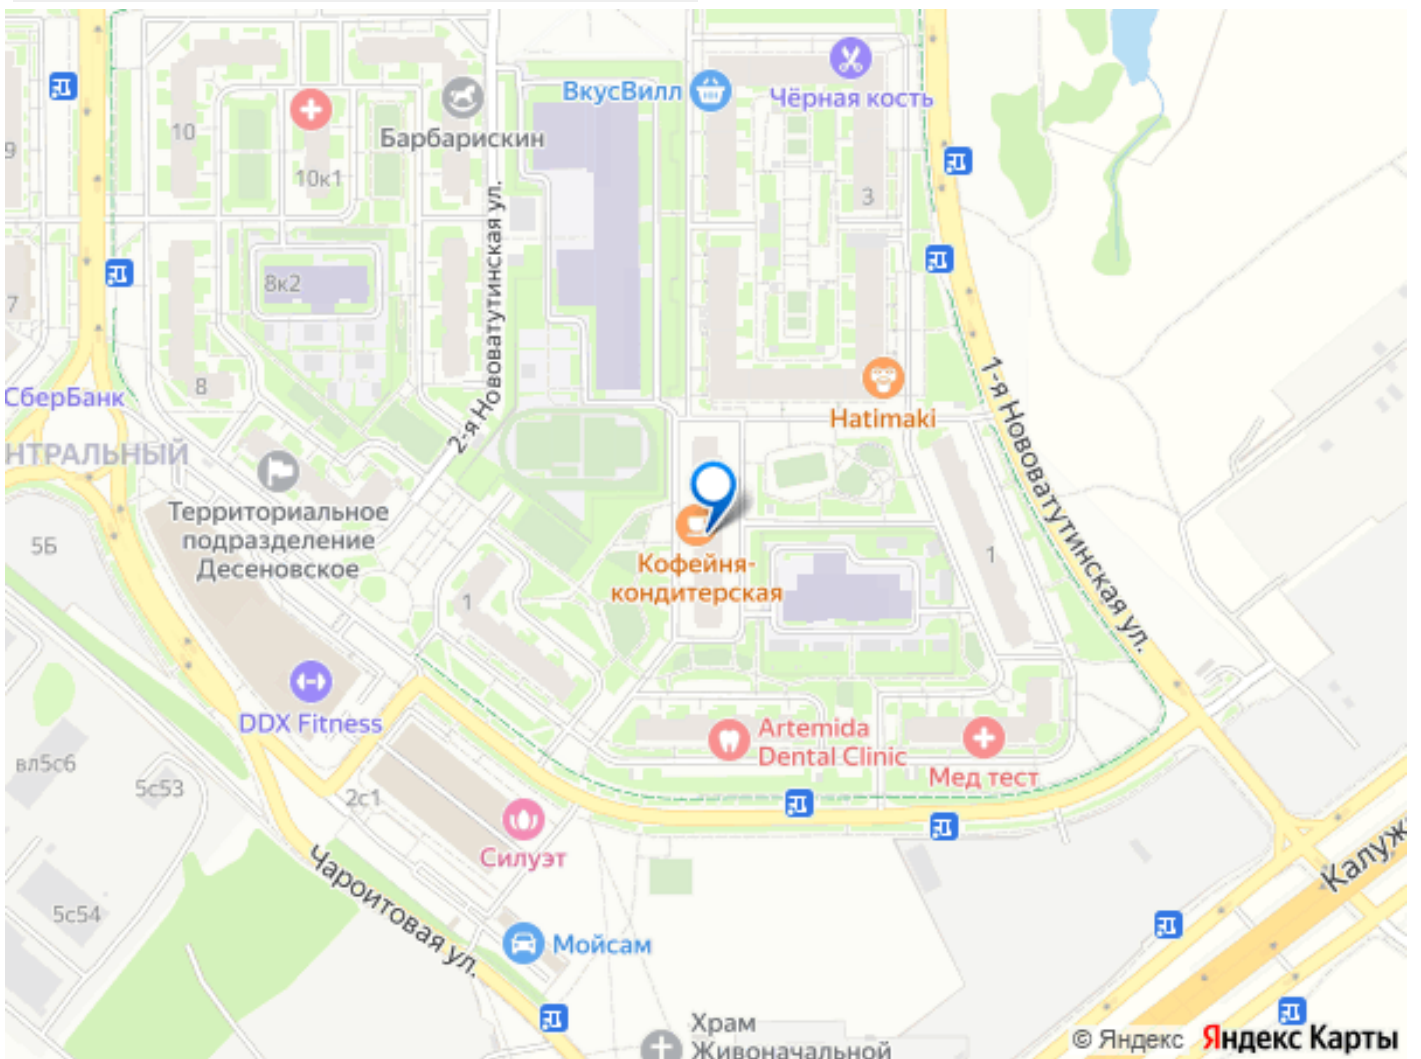 ВкусВилл
Чёрная кость
Барбарискин
10
10к1
9
3
2-я Нововатутинская ул.
8к2
7
8
СберБанк
НТРАЛЬНЫЙ
Hatimaki
1-я Нововатутинская ул.
Территориальное
подразделение
Десеновское
5Б
Кофейня-
кондитерская
1
1
DDX Fitness
Artemida
Dental Clinic
Мед тест
вл5с6
5с53
2с1
Силуэт
Чароитовая ул.
Калуж
5с54
Мойсам
Храм
Живоначальной
© Яндекс Яндекс Карты